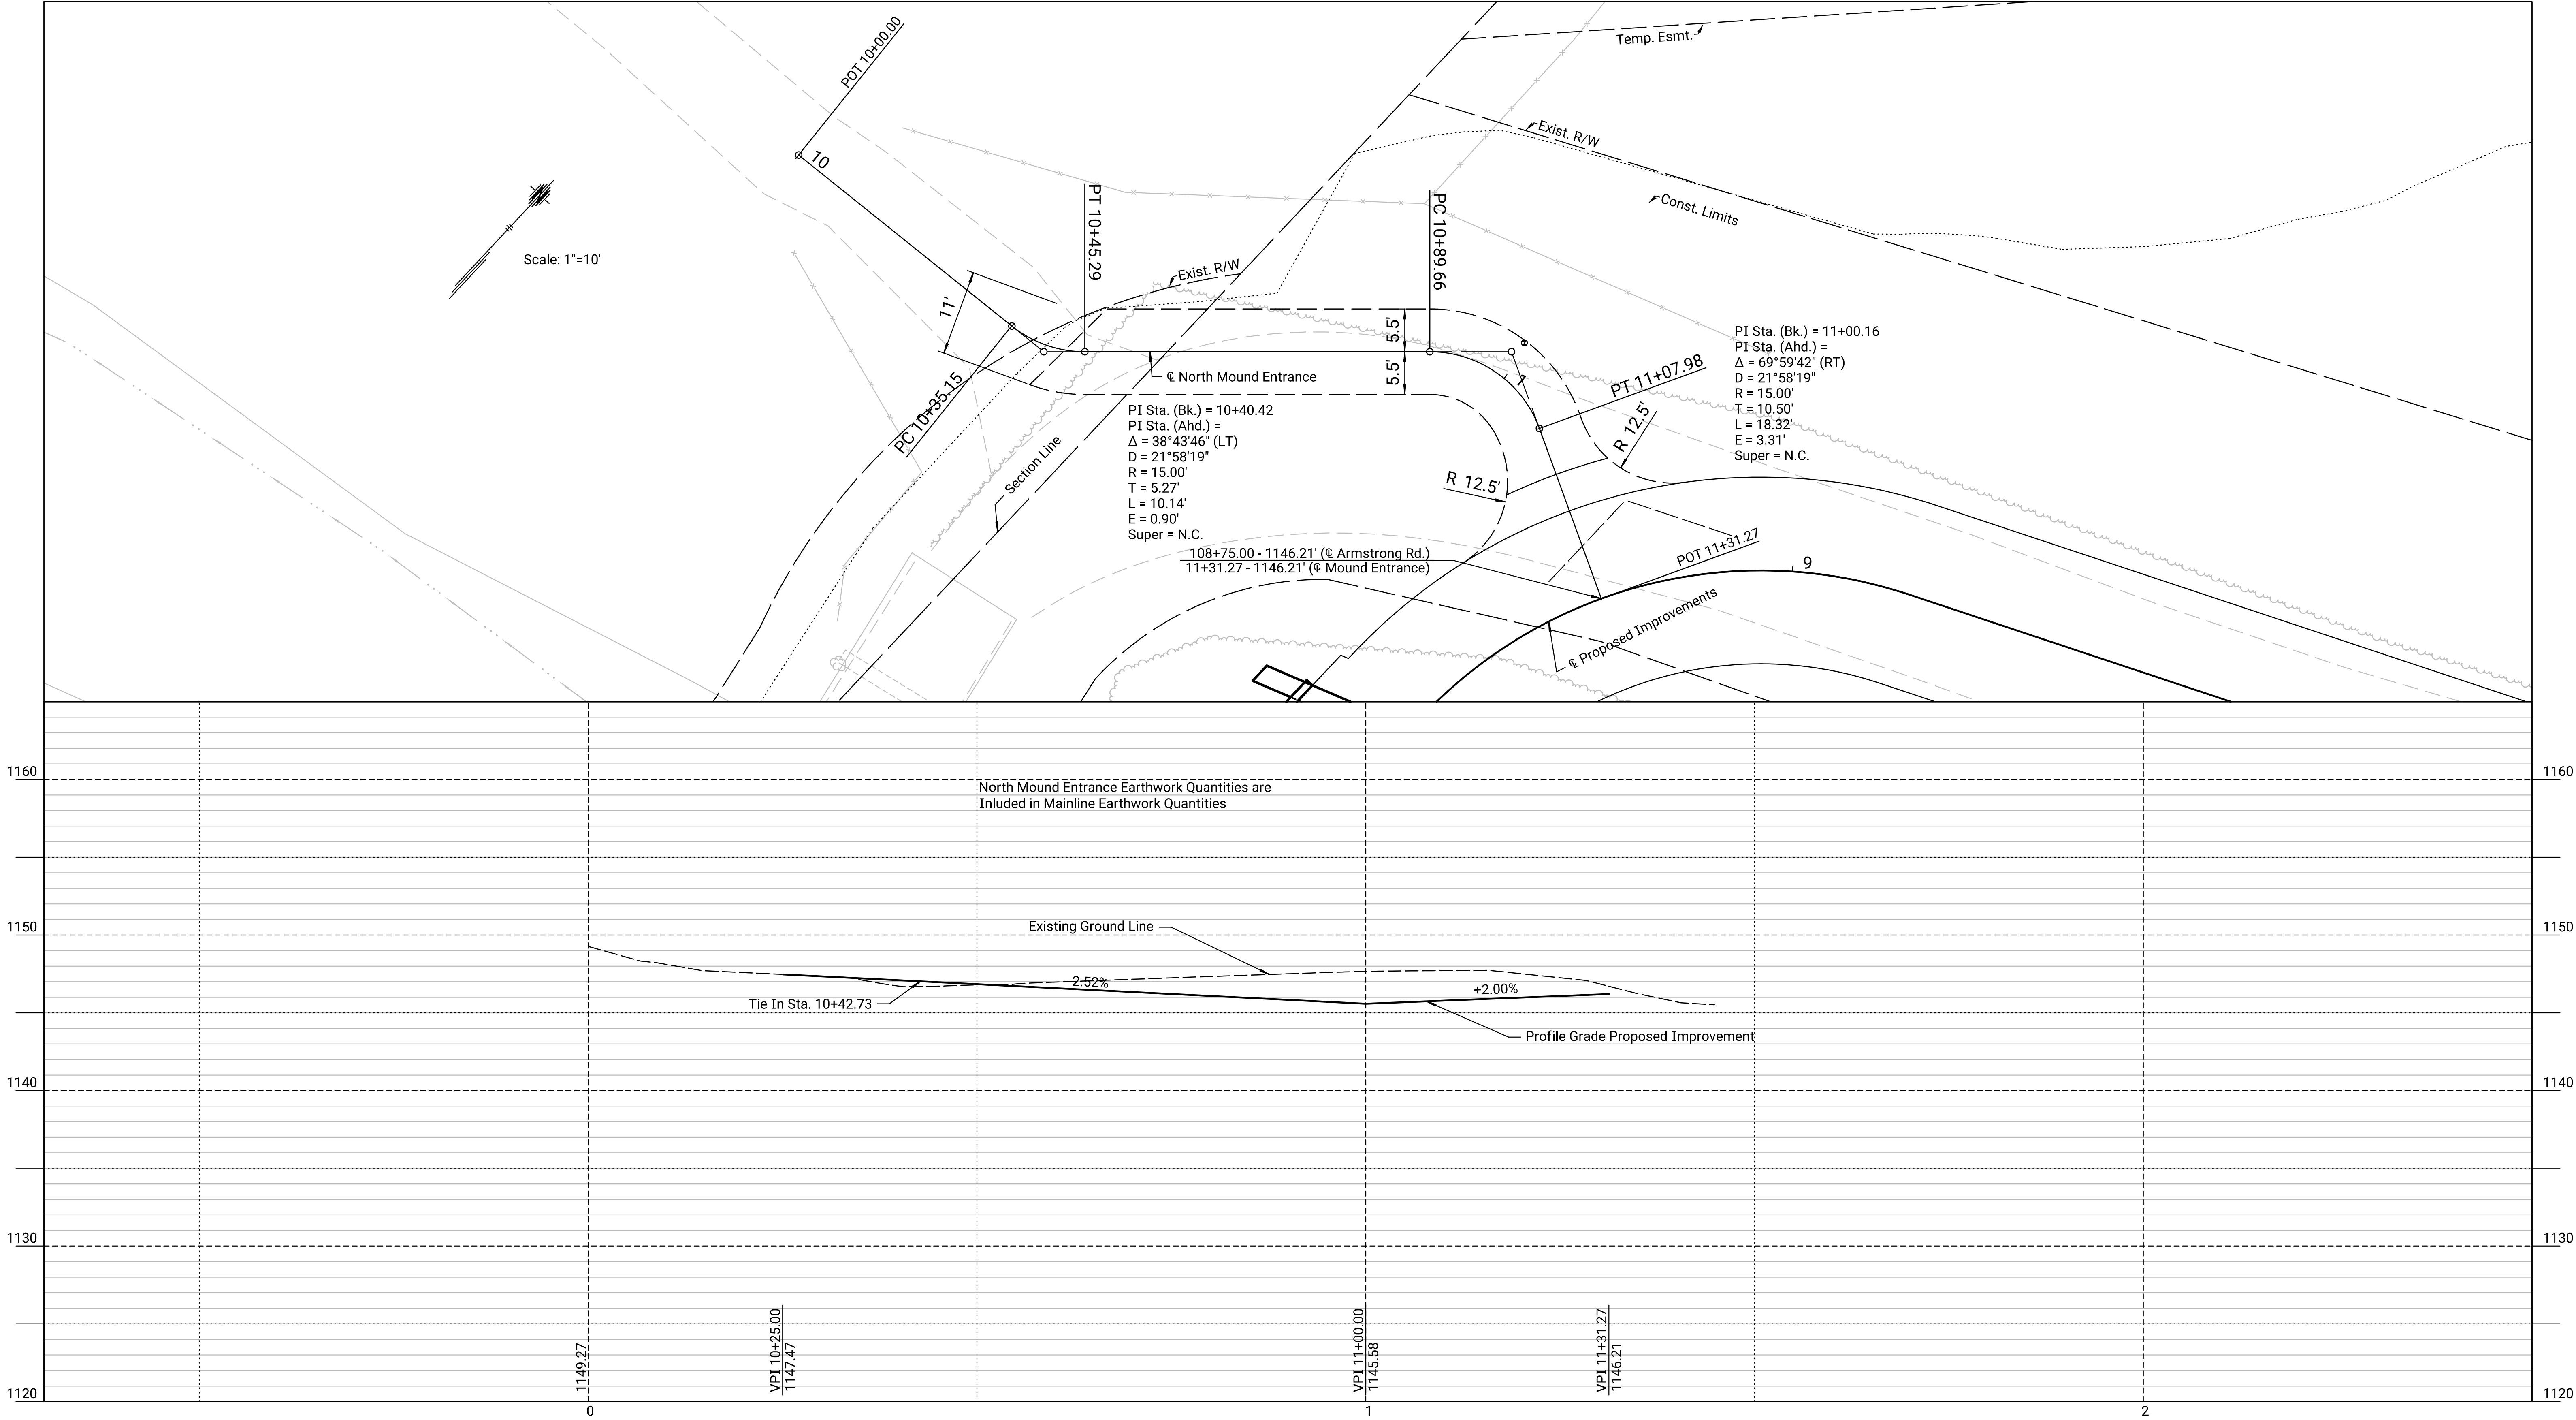 POT 10+00.00
10
Scale: 1"=10'
Temp. Esmt.
Exist. R/W
Const. Limits
PT 10+45.29
PC 10+89.66
Exist. R/W
11'
5.5'
5.5'
PC 10+35.15
℄ North Mound Entrance
Section Line
PI Sta. (Bk.) = 10+40.42
PI Sta. (Ahd.) =
Δ = 38°43'46" (LT)
D = 21°58'19"
R = 15.00'
T = 5.27'
L = 10.14'
E = 0.90'
Super = N.C.
1
PT 11+07.98
R 12.5'
R 12.5'
PI Sta. (Bk.) = 11+00.16
PI Sta. (Ahd.) =
Δ = 69°59'42" (RT)
D = 21°58'19"
R = 15.00'
T = 10.50'
L = 18.32'
E = 3.31'
Super = N.C.
108+75.00 - 1146.21' (℄ Armstrong Rd.)
11+31.27 - 1146.21' (℄ Mound Entrance)
POT 11+31.27
9
℄ Proposed Improvements
1160
1160
North Mound Entrance Earthwork Quantities are
Inluded in Mainline Earthwork Quantities
1150
1150
Existing Ground Line
-2.52%
+2.00%
Tie In Sta. 10+42.73
Profile Grade Proposed Improvement
1140
1140
1130
1130
1149.27
VPI 10+25.00
1147.47
VPI 11+00.00
1145.58
VPI 11+31.27
1146.21
1120
1120
0
1
2